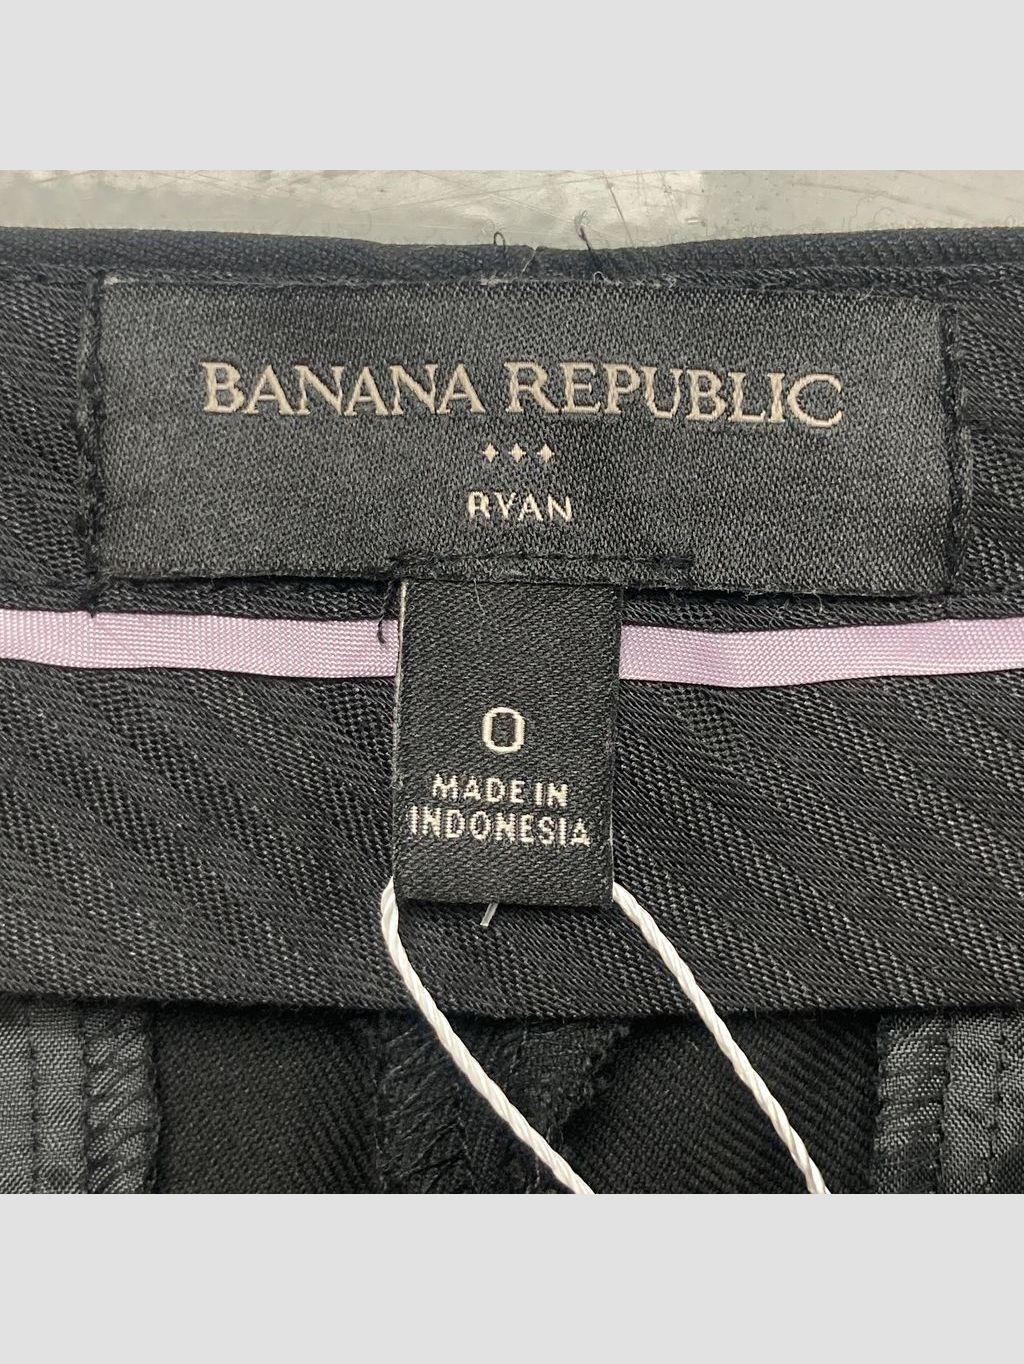 BANANA REPUBLIC
RYAN
0
MADE IN
INDONESIA